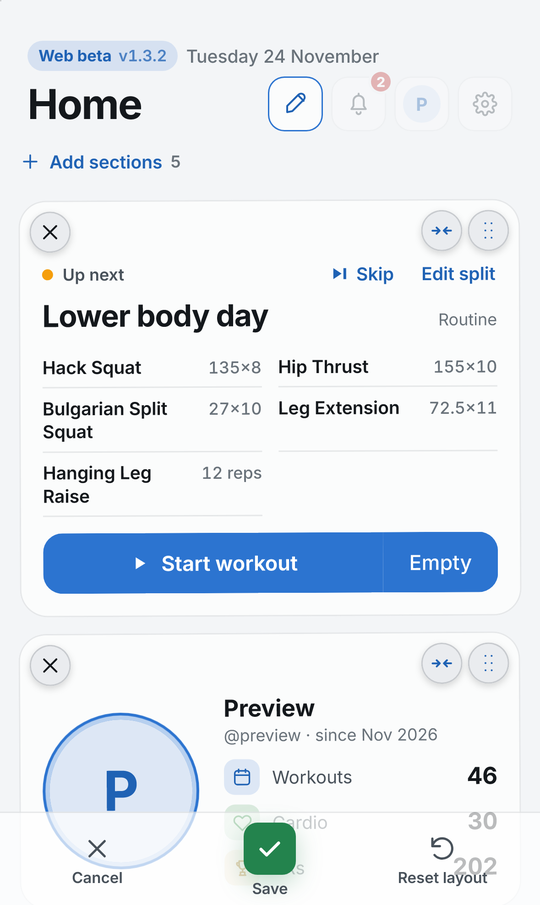 Web beta v1.3.2 Tuesday 24 November
Home
2
P
+ Add sections 5
Up next
Skip
Edit split
Lower body day
Routine
Hack Squat 135×8
Hip Thrust 155×10
Bulgarian Split Squat 27×10
Leg Extension 72.5×11
Hanging Leg Raise 12 reps
Start workout
Empty
Preview
@preview · since Nov 2026
P
Workouts 46
Cardio 30
202
Cancel
Save
Reset layout